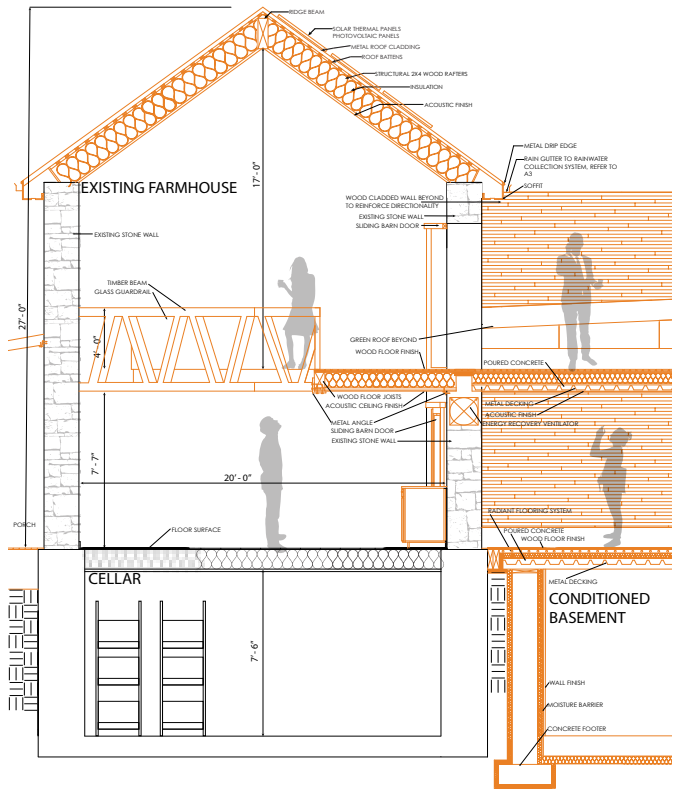 RIDGE BEAM
SOLAR THERMAL PANELS
PHOTOVOLTAIC PANELS
METAL ROOF CLADDING
ROOF BATTENS
STRUCTURAL 2X4 WOOD RAFTERS
INSULATION
ACOUSTIC FINISH
METAL DRIP EDGE
RAIN GUTTER TO RAINWATER
COLLECTION SYSTEM, REFER TO
A3
SOFFIT
EXISTING FARMHOUSE
17'- 0"
27'- 0"
WOOD CLADDED WALL BEYOND
TO REINFORCE DIRECTIONALITY
EXISTING STONE WALL
SLIDING BARN DOOR
EXISTING STONE WALL
TIMBER BEAM
GLASS GUARDRAIL
4'- 0"
GREEN ROOF BEYOND
WOOD FLOOR FINISH
POURED CONCRETE
WOOD FLOOR JOISTS
ACOUSTIC CEILING FINISH
METAL DECKING
ACOUSTIC FINISH
ENERGY RECOVERY VENTILATOR
METAL ANGLE
SLIDING BARN DOOR
EXISTING STONE WALL
7'- 7"
20'- 0"
RADIANT FLOORING SYSTEM
PORCH
FLOOR SURFACE
POURED CONCRETE
WOOD FLOOR FINISH
CELLAR
METAL DECKING
CONDITIONED
BASEMENT
7'- 6"
WALL FINISH
MOISTURE BARRIER
CONCRETE FOOTER